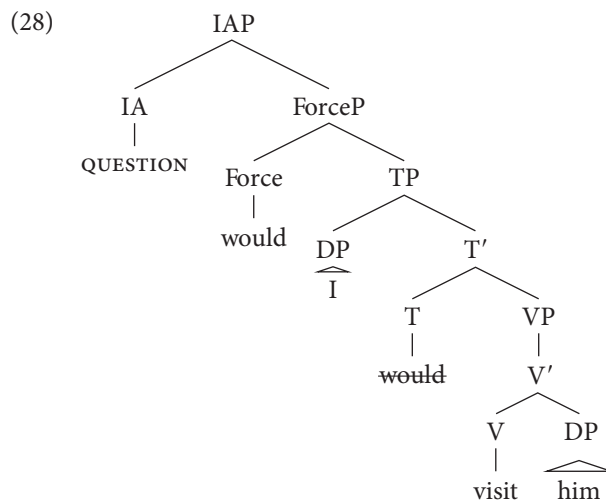 (28) IAP
IA ForceP
QUESTION Force TP
would DP T′
I T VP
would V′
V DP
visit him